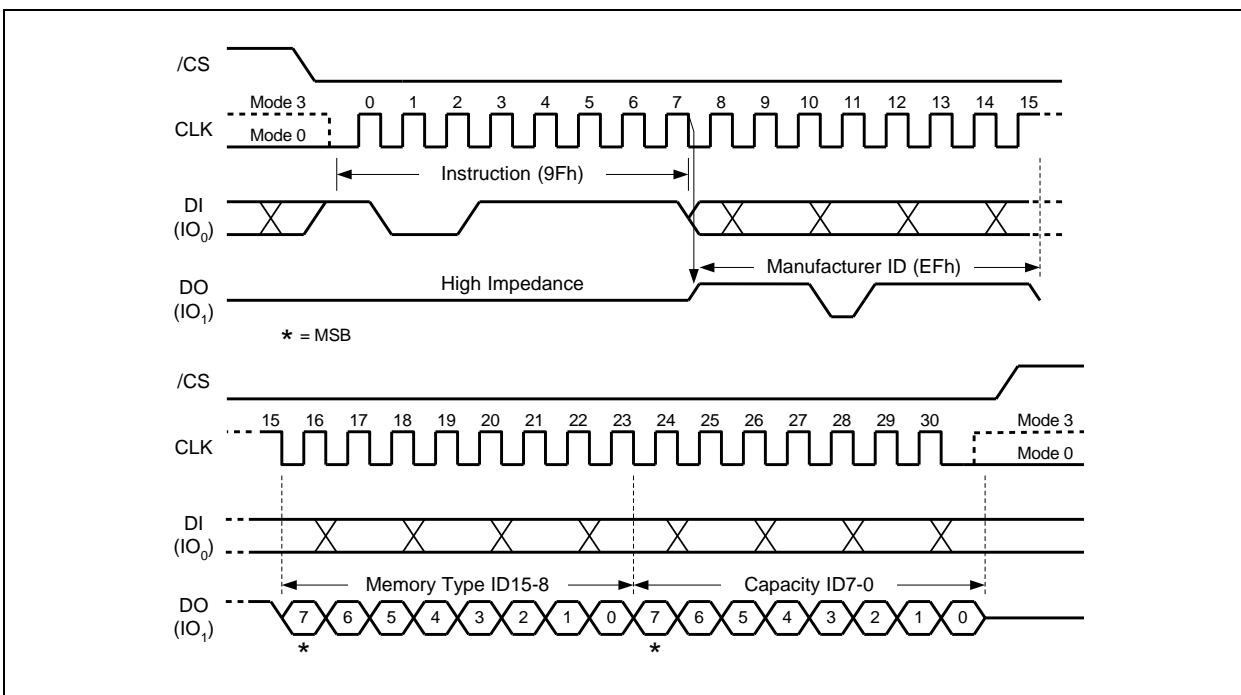 /CS
Mode 3
0 1 2 3 4 5 6 7 8 9 10 11 12 13 14 15
CLK
Mode 0
Instruction (9Fh)
DI
(IO₀)
Manufacturer ID (EFh)
High Impedance
DO
(IO₁)
* = MSB
/CS
15 16 17 18 19 20 21 22 23 24 25 26 27 28 29 30
Mode 3
CLK
Mode 0
DI
(IO₀)
Memory Type ID15-8
Capacity ID7-0
DO
(IO₁)
7 6 5 4 3 2 1 0 7 6 5 4 3 2 1 0
* *